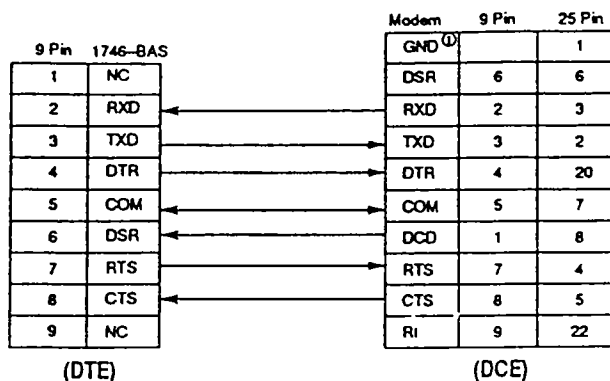 Modem 9 Pin 25 Pin
GND ① 1
9 Pin 1746-BAS
1 NC DSR 6 6
2 RXD RXD 2 3
3 TXD TXD 3 2
4 DTR DTR 4 20
5 COM COM 5 7
6 DSR DCD 1 8
7 RTS RTS 7 4
8 CTS CTS 8 5
9 NC RI 9 22
(DTE) (DCE)